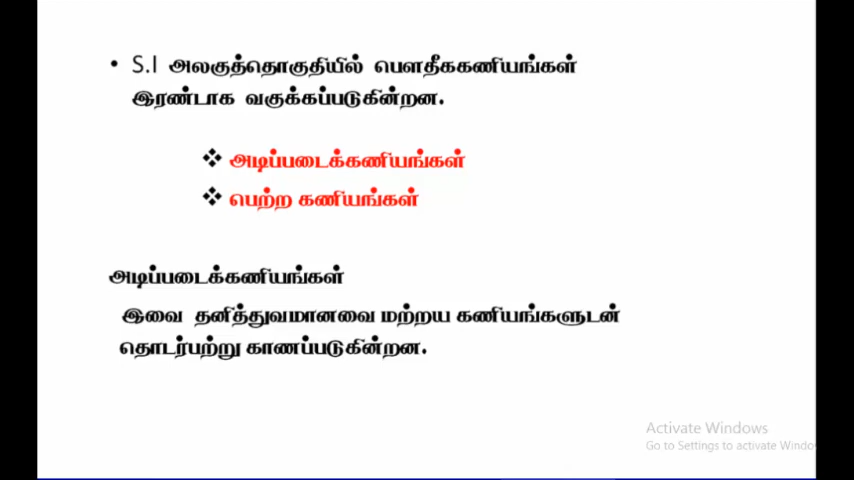 • S.I அலகுத்தொகுதியில் பௌதீககணியங்கள்
இரண்டாக வகுக்கப்படுகின்றன.
❖ அடிப்படைக்கணியங்கள்
❖ பெற்ற கணியங்கள்
அடிப்படைக்கணியங்கள்
இவை தனித்துவமானவை மற்றய கணியங்களுடன்
தொடர்பற்று காணப்படுகின்றன.
Activate Windows
Go to Settings to activate Windo